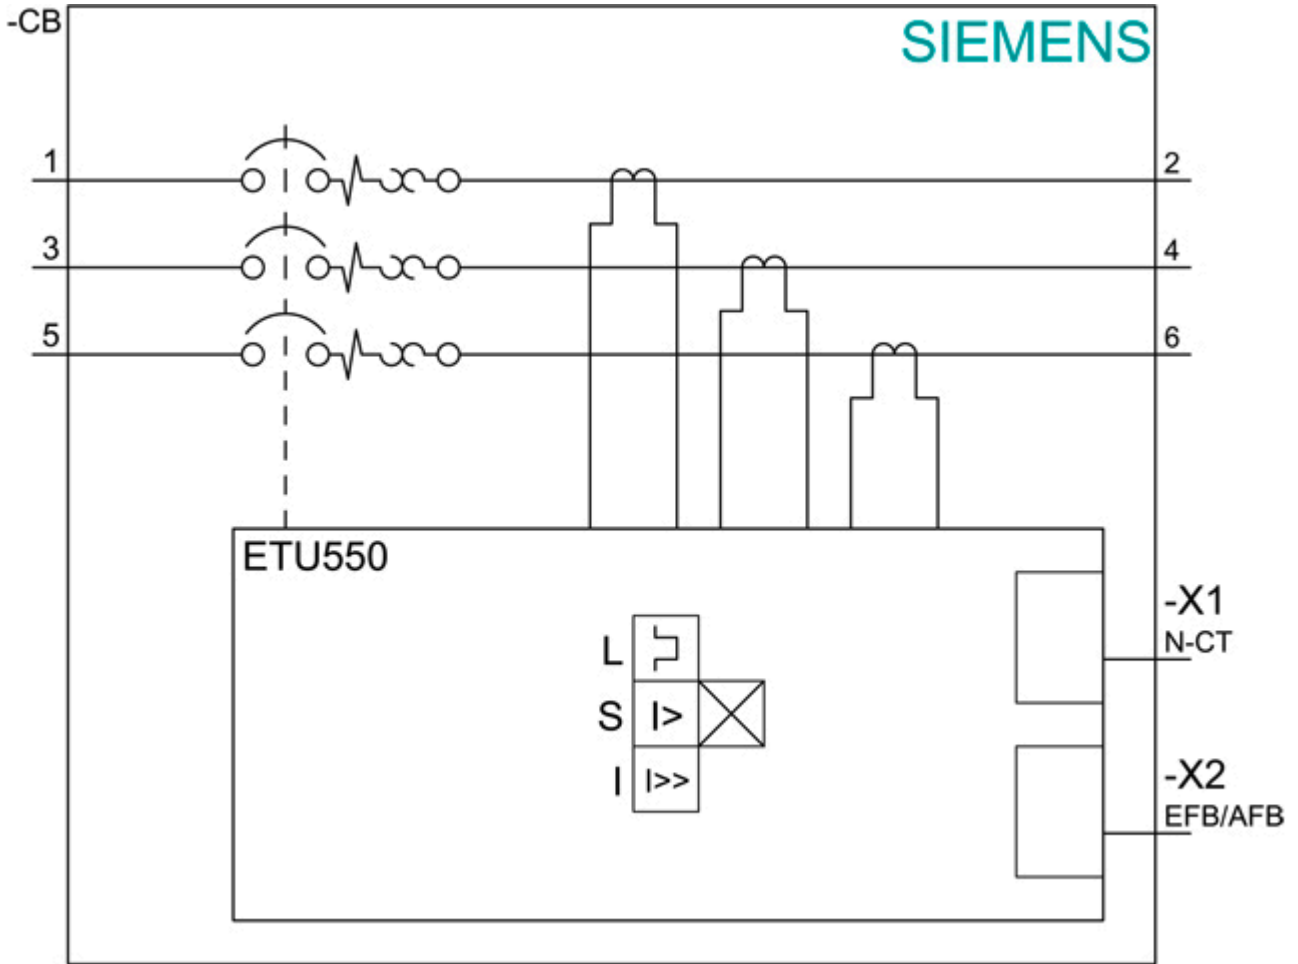 -CB
SIEMENS
1
2
3
4
5
6
ETU550
-X1
N-CT
L
S I>
I I>>
-X2
EFB/AFB